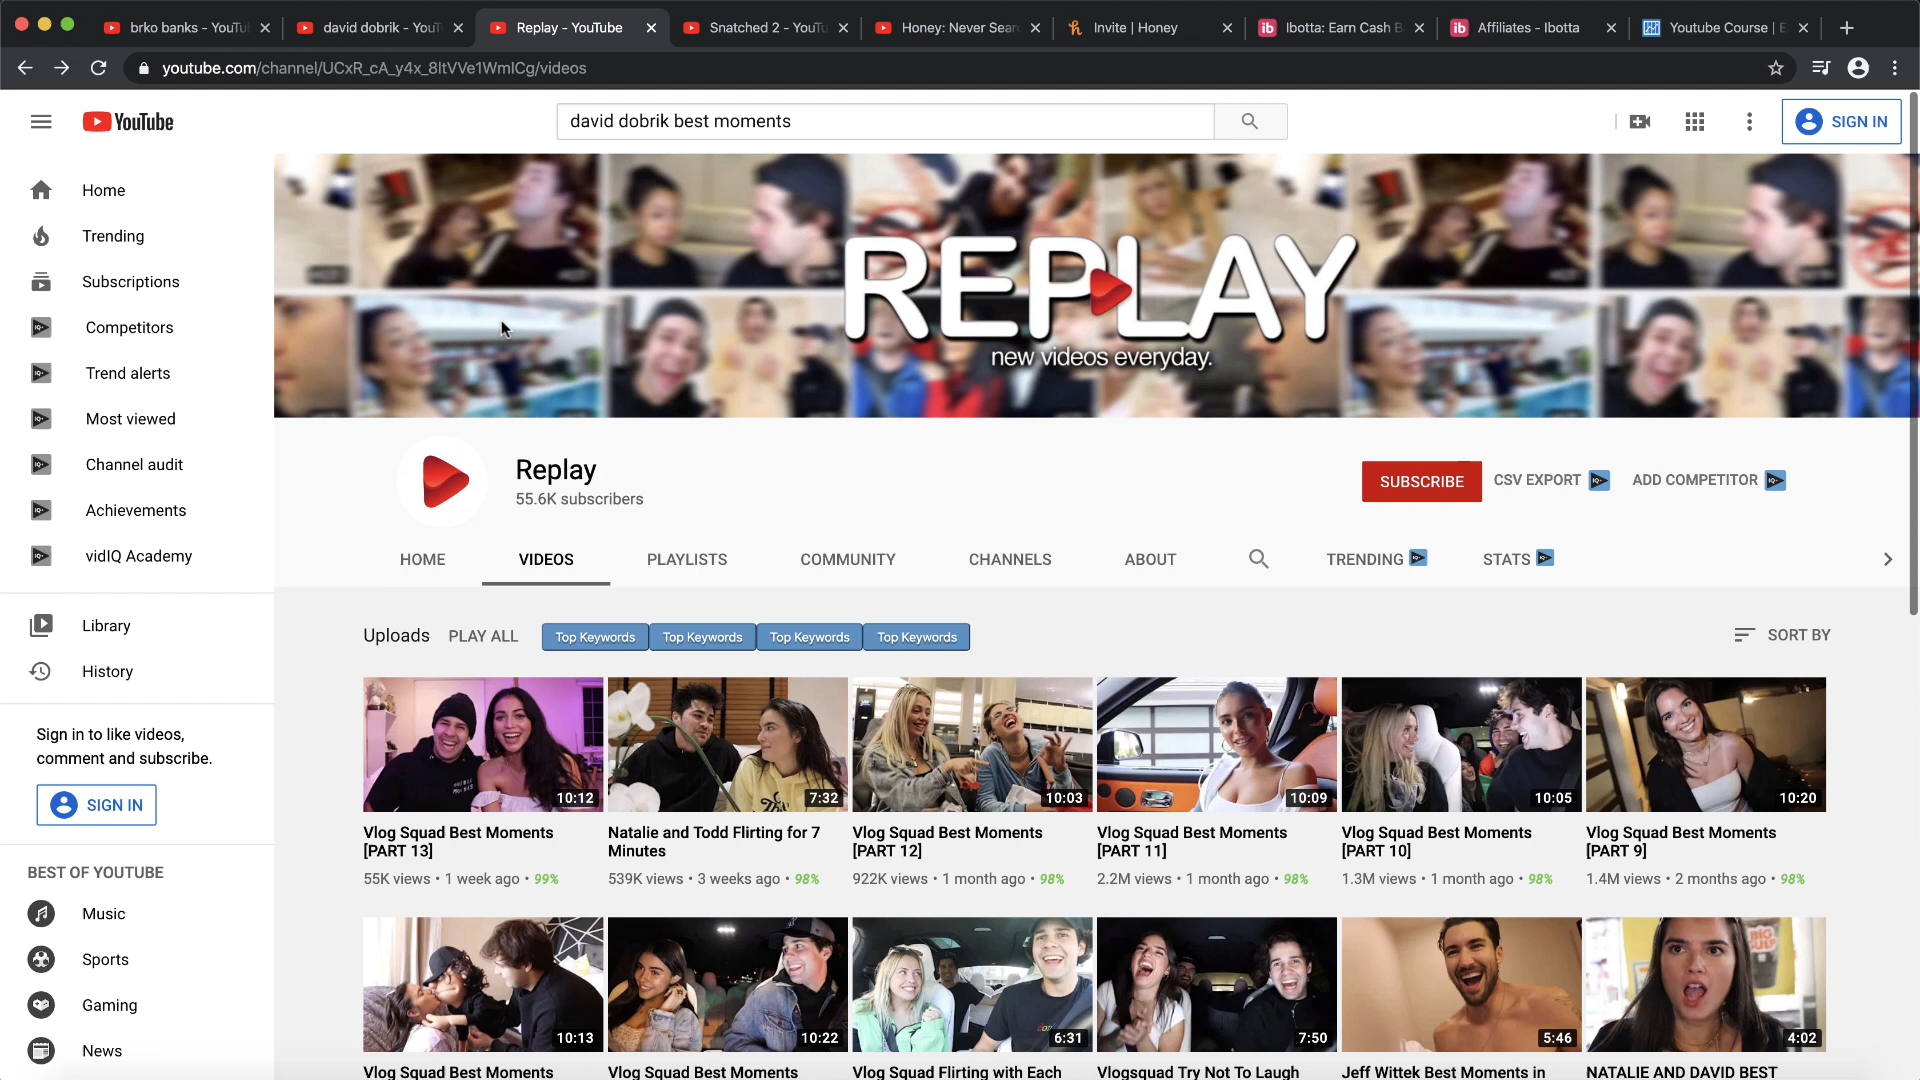 brko banks - YouTu
david dobrik - YouT
Replay - YouTube
Snatched 2 - YouTu
Honey: Never Sear
Invite | Honey
Ibotta: Earn Cash B
Affiliates - Ibotta
Youtube Course | E
youtube.com/channel/UCxR_cA_y4x_8ltVVe1WmlCg/videos
YouTube
david dobrik best moments
SIGN IN
Home
Trending
Subscriptions
Competitors
Trend alerts
Most viewed
Channel audit
Achievements
vidIQ Academy
Library
History
Sign in to like videos,
comment and subscribe.
SIGN IN
BEST OF YOUTUBE
Music
Sports
Gaming
News
REPLAY
new videos everyday.
Replay
55.6K subscribers
SUBSCRIBE
CSV EXPORT
ADD COMPETITOR
HOME
VIDEOS
PLAYLISTS
COMMUNITY
CHANNELS
ABOUT
TRENDING
STATS
Uploads
PLAY ALL
Top Keywords
Top Keywords
Top Keywords
Top Keywords
SORT BY
10:12
7:32
10:03
10:09
10:05
10:20
Vlog Squad Best Moments
[PART 13]
55K views • 1 week ago • 99%
Natalie and Todd Flirting for 7
Minutes
539K views • 3 weeks ago • 98%
Vlog Squad Best Moments
[PART 12]
922K views • 1 month ago • 98%
Vlog Squad Best Moments
[PART 11]
2.2M views • 1 month ago • 98%
Vlog Squad Best Moments
[PART 10]
1.3M views • 1 month ago • 98%
Vlog Squad Best Moments
[PART 9]
1.4M views • 2 months ago • 98%
10:13
10:22
6:31
7:50
5:46
BIG
GULP
4:02
Vlog Squad Best Moments
Vlog Squad Best Moments
Vlog Squad Flirting with Each
Vlogsquad Try Not To Laugh
Jeff Wittek Best Moments in
NATALIE AND DAVID BEST